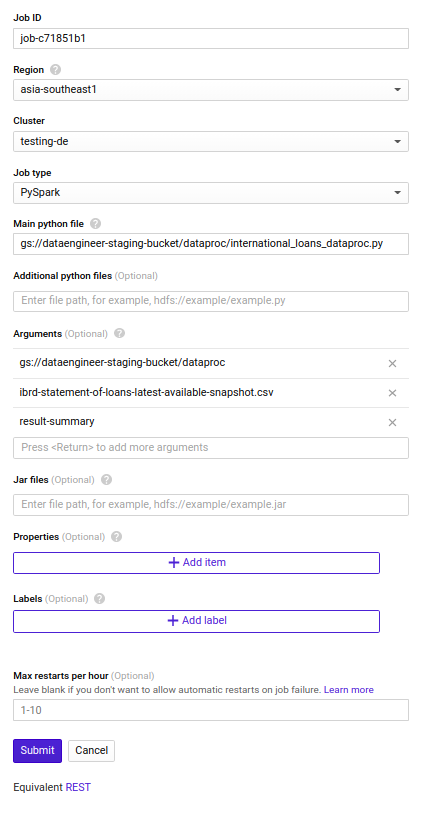 Job ID
job-c71851b1
Region ?
asia-southeast1
Cluster
testing-de
Job type
PySpark
Main python file ?
gs://dataengineer-staging-bucket/dataproc/international_loans_dataproc.py
Additional python files (Optional)
Enter file path, for example, hdfs://example/example.py
Arguments (Optional) ?
gs://dataengineer-staging-bucket/dataproc
ibrd-statement-of-loans-latest-available-snapshot.csv
result-summary
Press <Return> to add more arguments
Jar files (Optional) ?
Enter file path, for example, hdfs://example/example.jar
Properties (Optional) ?
+ Add item
Labels (Optional) ?
+ Add label
Max restarts per hour (Optional)
Leave blank if you don't want to allow automatic restarts on job failure. Learn more
1-10
Submit Cancel
Equivalent REST